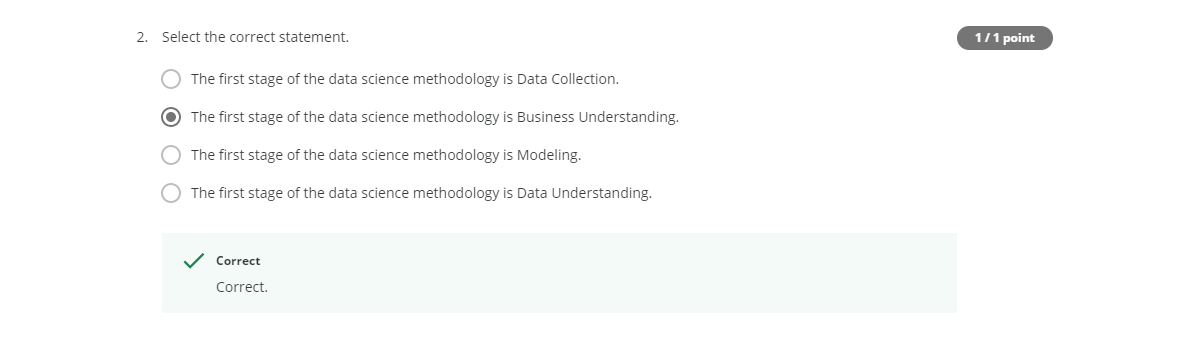 2. Select the correct statement.
1 / 1 point
The first stage of the data science methodology is Data Collection.
The first stage of the data science methodology is Business Understanding.
The first stage of the data science methodology is Modeling.
The first stage of the data science methodology is Data Understanding.
Correct
Correct.